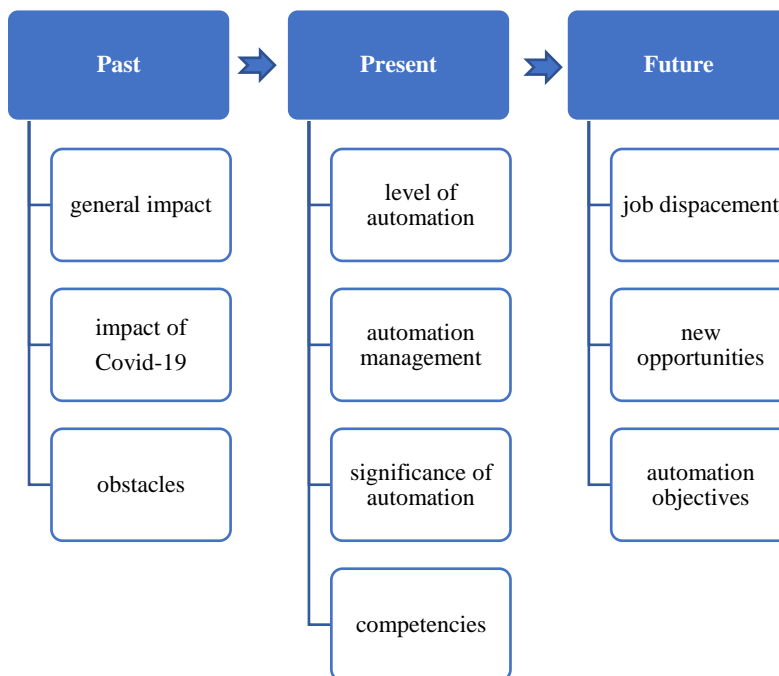 Past
general impact
impact of
Covid-19
obstacles
Present
level of
automation
automation
management
significance of
automation
competencies
Future
job dispacement
new
opportunities
automation
objectives